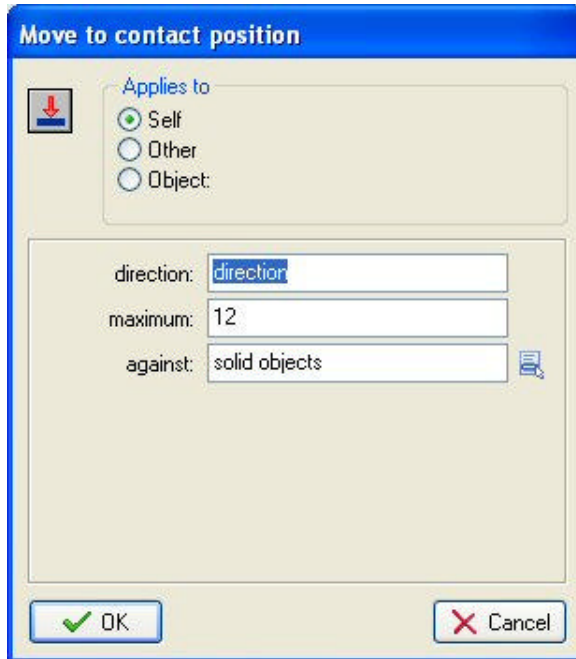 Move to contact position
Applies to
Self
Other
Object:
direction: direction
maximum: 12
against: solid objects
OK Cancel